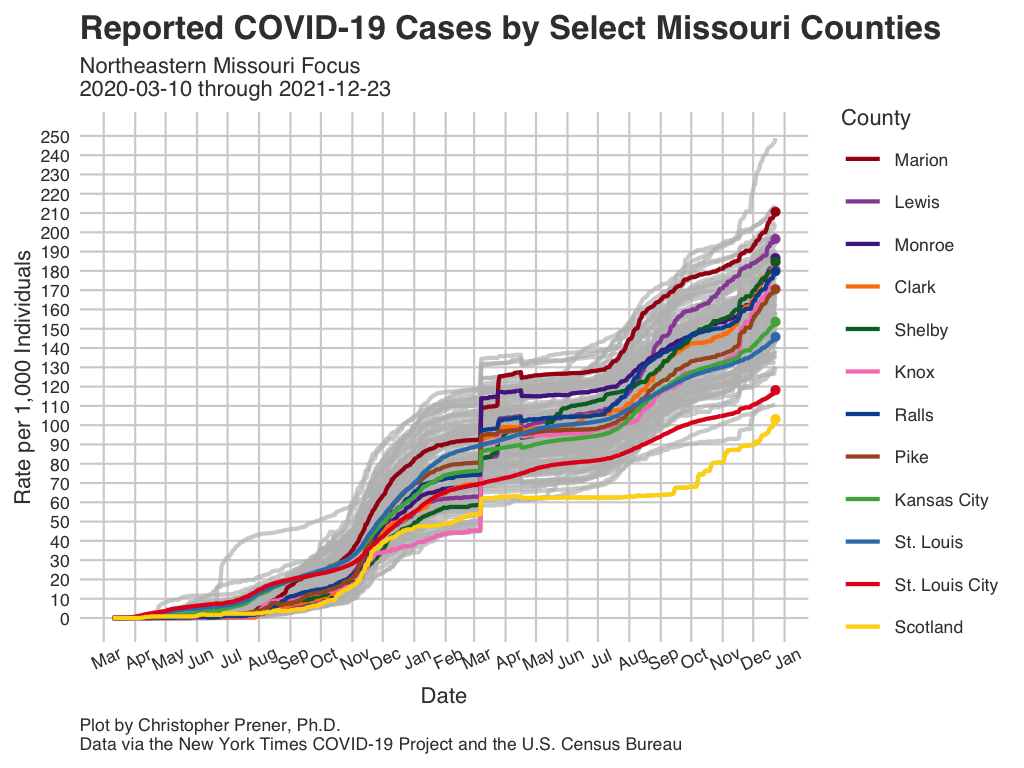 Reported COVID-19 Cases by Select Missouri Counties
Northeastern Missouri Focus
2020-03-10 through 2021-12-23
County
Marion
Lewis
Monroe
Clark
Shelby
Knox
Ralls
Pike
Kansas City
St. Louis
St. Louis City
Scotland
Rate per 1,000 Individuals
250
240
230
220
210
200
190
180
170
160
150
140
130
120
110
100
90
80
70
60
50
40
30
20
10
0
Mar Apr May Jun Jul Aug Sep Oct Nov Dec Jan Feb Mar Apr May Jun Jul Aug Sep Oct Nov Dec Jan
Date
Plot by Christopher Prener, Ph.D.
Data via the New York Times COVID-19 Project and the U.S. Census Bureau